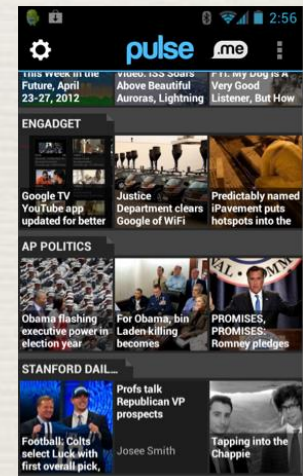 2:56
pulse .me
This Week in the Future, April 23-27, 2012
Video: ISS Soars Above Beautiful Auroras, Lightning
FYI: My Dog Is A Very Good Listener, But How
ENGADGET
Google TV YouTube app updated for better
Justice Department clears Google of WiFi
Predictably named iPavement puts hotspots into the
AP POLITICS
Obama flashing executive power in election year
For Obama, bin Laden killing becomes
PROMISES, PROMISES: Romney pledges
STANFORD DAIL...
Football: Colts select Luck with first overall pick,
Profs talk Republican VP prospects
Josee Smith
Tapping into the Chappie